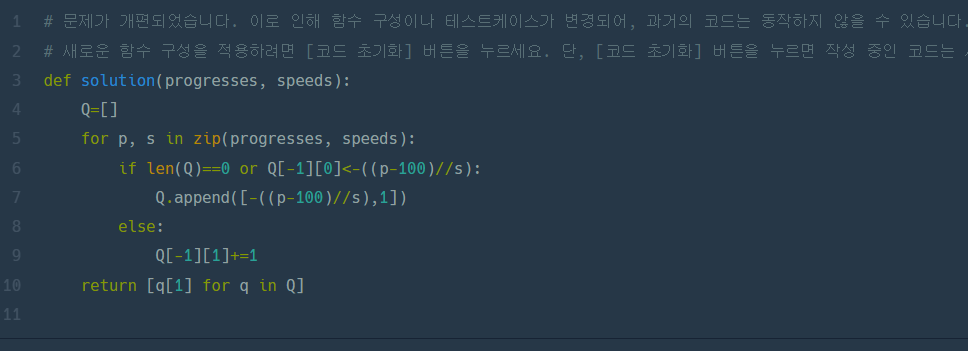 1 # 문제가 개편되었습니다. 이로 인해 함수 구성이나 테스트케이스가 변경되어, 과거의 코드는 동작하지 않을 수 있습니다.
2 # 새로운 함수 구성을 적용하려면 [코드 초기화] 버튼을 누르세요. 단, [코드 초기화] 버튼을 누르면 작성 중인 코드는
3 def solution(progresses, speeds):
4     Q=[]
5     for p, s in zip(progresses, speeds):
6         if len(Q)==0 or Q[-1][0]<-((p-100)//s):
7             Q.append([-((p-100)//s),1])
8         else:
9             Q[-1][1]+=1
10     return [q[1] for q in Q]
11